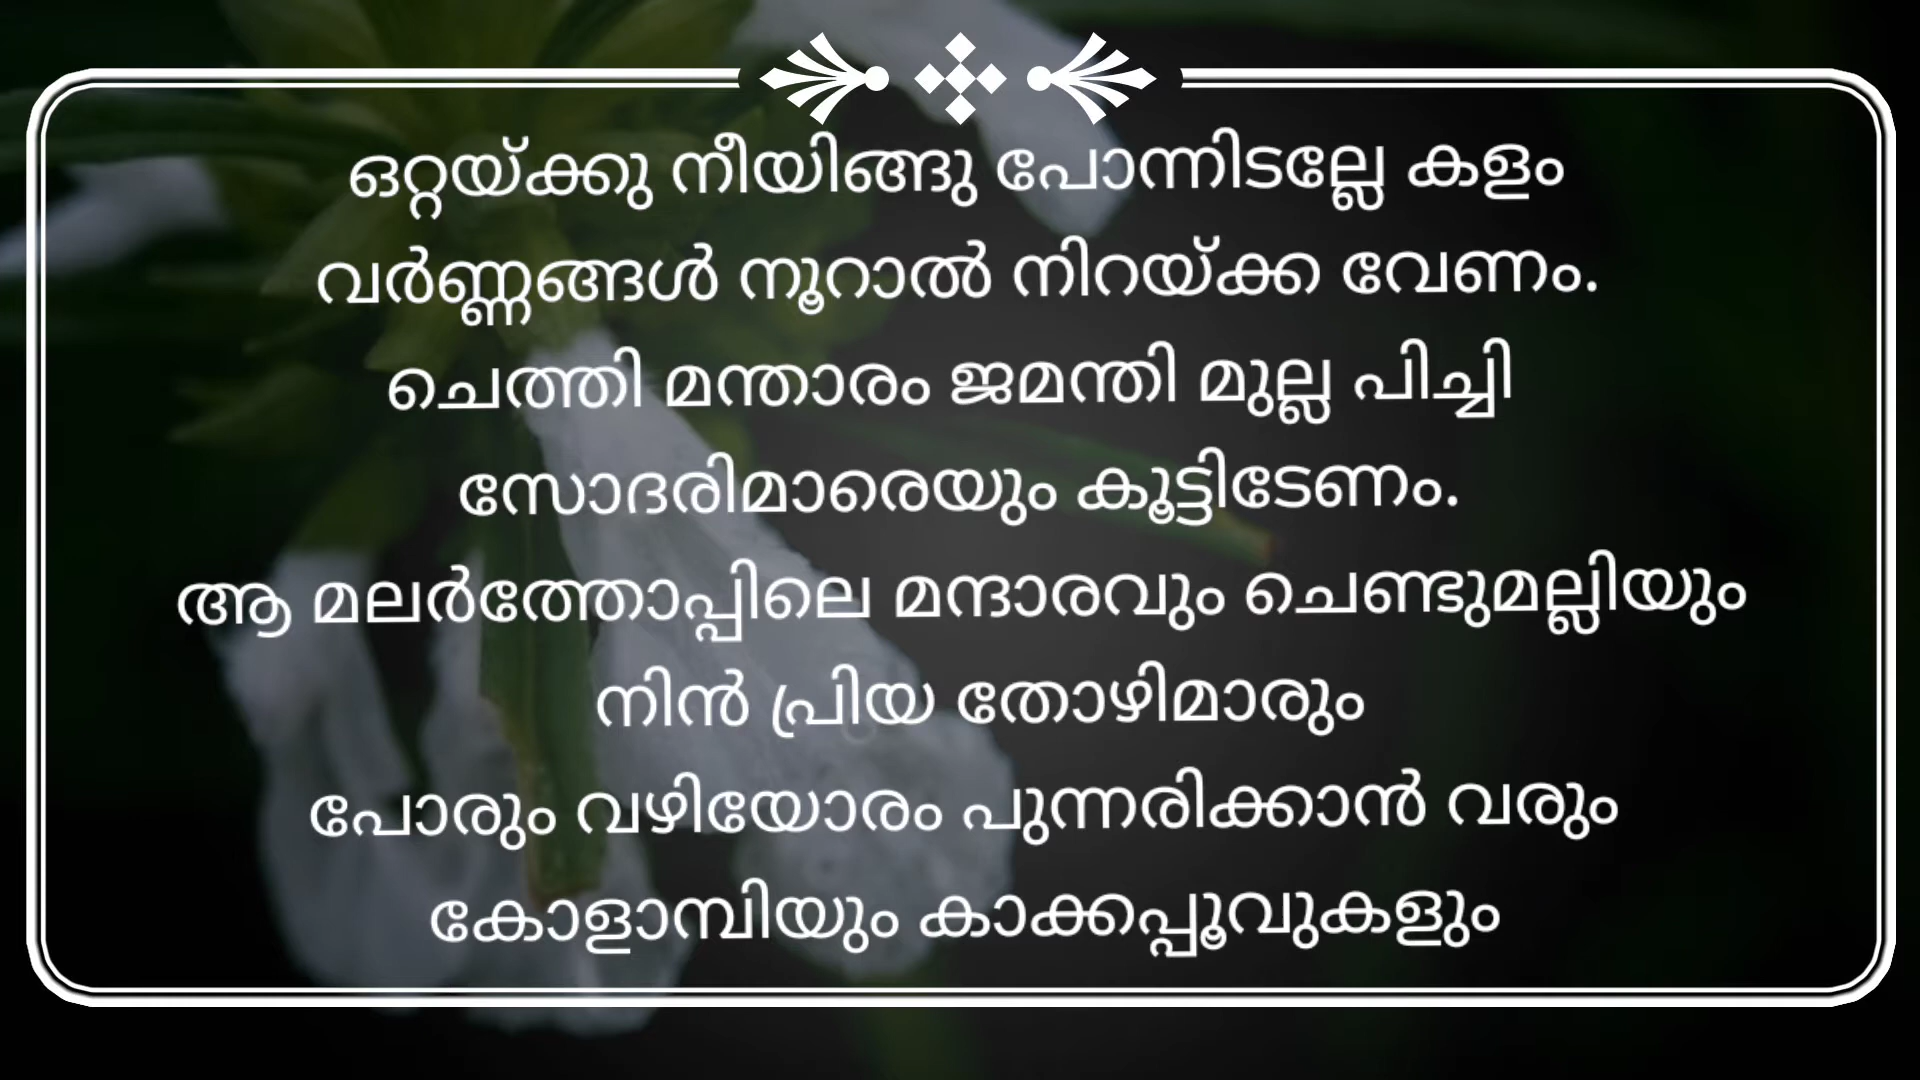 ഒറ്റയ്ക്കു നീയിങ്ങു പോന്നിടല്ലേ കളം
വർണ്ണങ്ങൾ നൂറാൽ നിറയ്ക്ക വേണം.
ചെത്തി മന്താരം ജമന്തി മുല്ല പിച്ചി
സോദരിമാരെയും കൂട്ടിടേണം.
ആ മലർത്തോപ്പിലെ മന്ദാരവും ചെണ്ടുമല്ലിയും
നിൻ പ്രിയ തോഴിമാരും
പോരും വഴിയോരം പുന്നരിക്കാൻ വരും
കോളാമ്പിയും കാക്കപ്പൂവുകളും